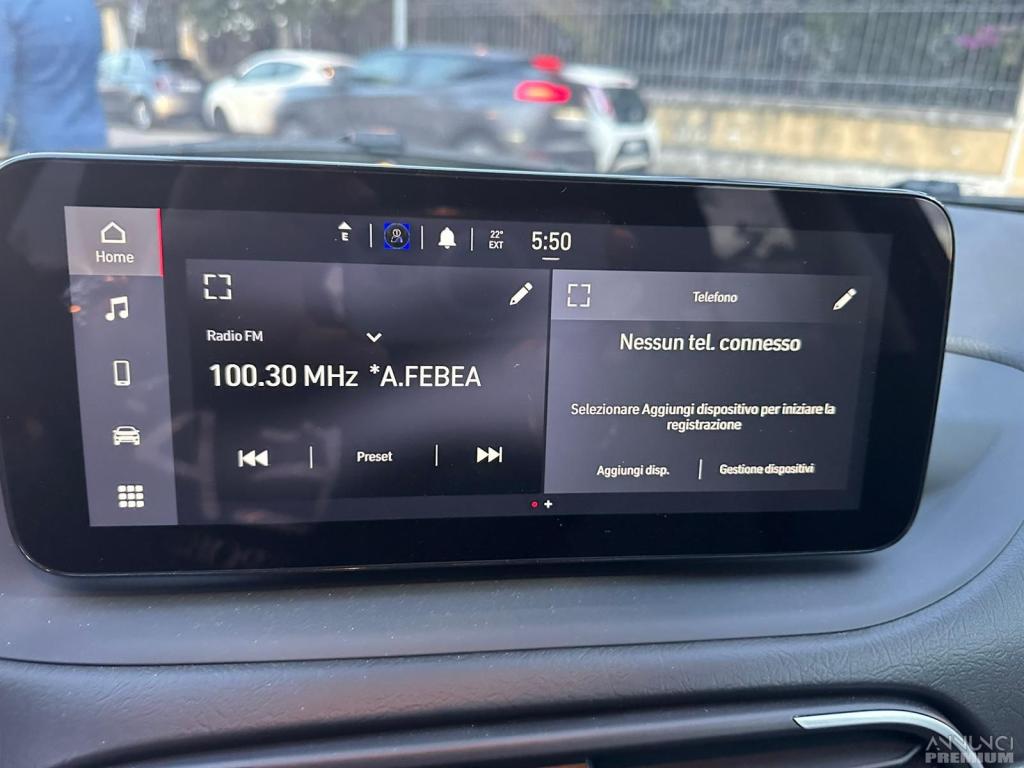 Home
E
22°
EXT
5:50
Radio FM
100.30 MHz *A.FEBEA
Preset
Telefono
Nessun tel. connesso
Selezionare Aggiungi dispositivo per iniziare la
registrazione
Aggiungi disp.
Gestione dispositivi
ANNUNCI
PREMIUM